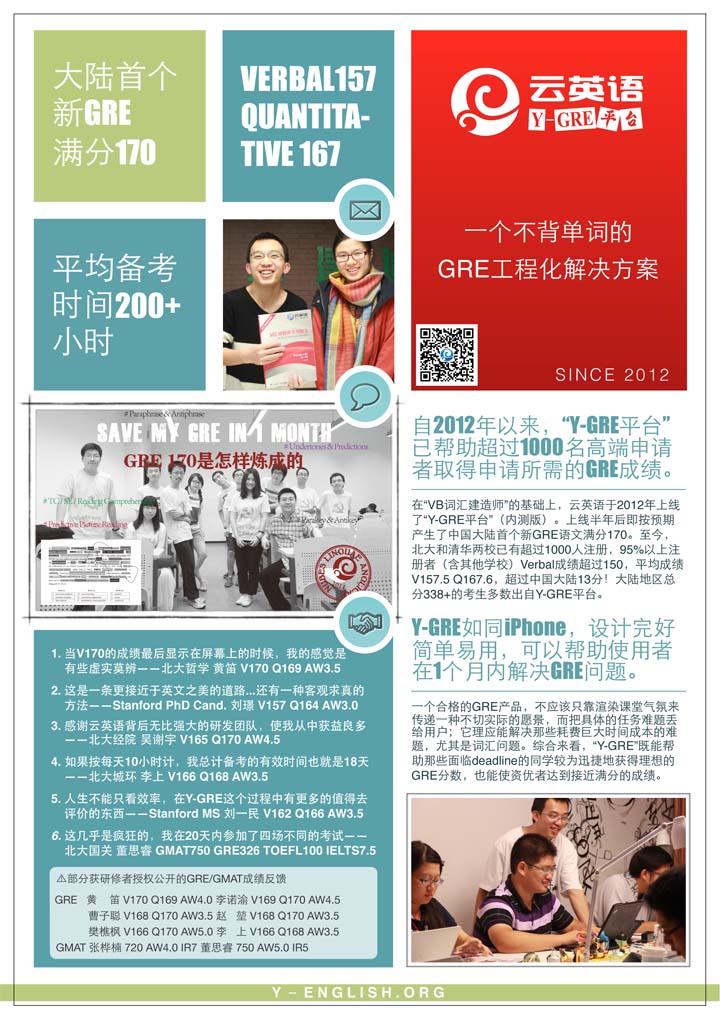 大陆首个
新GRE
满分170
VERBAL157
QUANTITA-
TIVE 167
云英语
Y-GRE平台
一个不背单词的
GRE工程化解决方案
SINCE 2012
平均备考
时间200+
小时
# Paraphrase & Antiphrase
SAVE MY GRE IN 1 MONTH
# Undertones & Predictions
GRE 170是怎样炼成的
# TC / SE / Reading Comprehension
# Parakey & Antikey
# Predictive Picture Reading
自2012年以来，“Y-GRE平台”
已帮助超过1000名高端申请
者取得申请所需的GRE成绩。
在“VB词汇建造师”的基础上，云英语于2012年上线
了“Y-GRE平台”（内测版）。上线半年后即按预期
产生了中国大陆首个新GRE语文满分170。至今，
北大和清华两校已有超过1000人注册，95%以上注
册者（含其他学校）Verbal成绩超过150，平均成绩
V157.5 Q167.6，超过中国大陆13分！大陆地区总
分338+的考生多数出自Y-GRE平台。
Y-GRE如同iPhone，设计完好
简单易用，可以帮助使用者
在1个月内解决GRE问题。
一个合格的GRE产品，不应该只靠渲染课堂气氛来
传递一种不切实际的愿景，而把具体的任务难题丢
给用户；它理应能解决那些耗费巨大时间成本的难
题，尤其是词汇问题。综合来看，“Y-GRE”既能帮
助那些面临deadline的同学较为迅捷地获得理想的
GRE分数，也能使资优者达到接近满分的成绩。
1. 当V170的成绩最后显示在屏幕上的时候，我的感觉是
有些虚实莫辨——北大哲学 黄笛 V170 Q169 AW3.5
2. 这是一条更接近于英文之美的道路...还有一种客观求真的
方法——Stanford PhD Cand. 刘璟 V157 Q164 AW3.0
3. 感谢云英语背后无比强大的研发团队，使我从中获益良多
——北大经院 吴谢宇 V165 Q170 AW4.5
4. 如果按每天10小时计，我总计备考的有效时间也就是18天
——北大城环 李上 V166 Q168 AW3.5
5. 人生不能只看效率，在Y-GRE这个过程中有更多的值得去
评价的东西——Stanford MS 刘一民 V162 Q166 AW3.5
6. 这几乎是疯狂的，我在20天内参加了四场不同的考试——
北大国关 董思睿 GMAT750 GRE326 TOEFL100 IELTS7.5
⚠部分获研修者授权公开的GRE/GMAT成绩反馈
GRE 黄 笛 V170 Q169 AW4.0 李诺渝 V169 Q170 AW4.5
曹子聪 V168 Q170 AW3.5 赵 堃 V168 Q170 AW3.5
樊樵枫 V166 Q170 AW5.0 李 上 V166 Q168 AW3.5
GMAT 张桦楠 720 AW4.0 IR7 董思睿 750 AW5.0 IR5
Y-ENGLISH.ORG